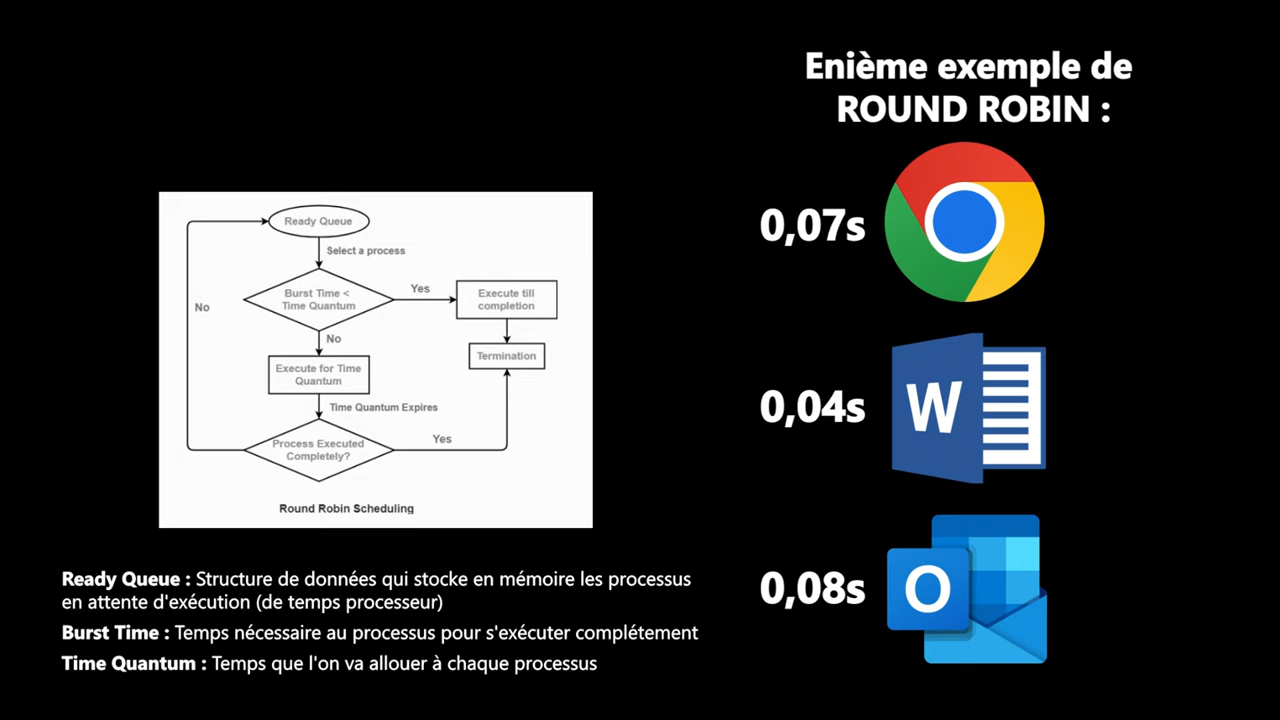 Enième exemple de
ROUND ROBIN :
Ready Queue
Select a process
Burst Time <
Time Quantum
Yes
Execute till
completion
No
No
Termination
Execute for Time
Quantum
Time Quantum Expires
Process Executed
Completely?
Yes
Round Robin Scheduling
0,07s
0,04s
W
0,08s
O
Ready Queue : Structure de données qui stocke en mémoire les processus
en attente d'exécution (de temps processeur)
Burst Time : Temps nécessaire au processus pour s'exécuter complétement
Time Quantum : Temps que l'on va allouer à chaque processus